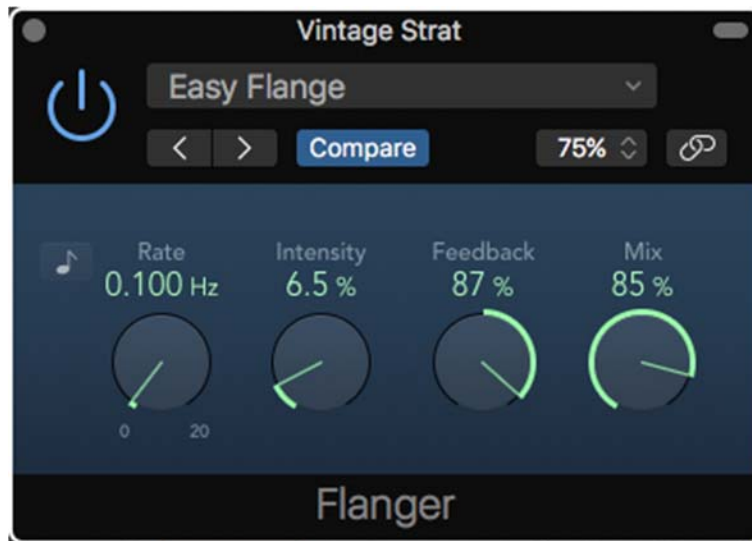 Vintage Strat
Easy Flange
Compare 75%
Rate Intensity Feedback Mix
0.100 Hz 6.5 % 87 % 85 %
0 20
Flanger